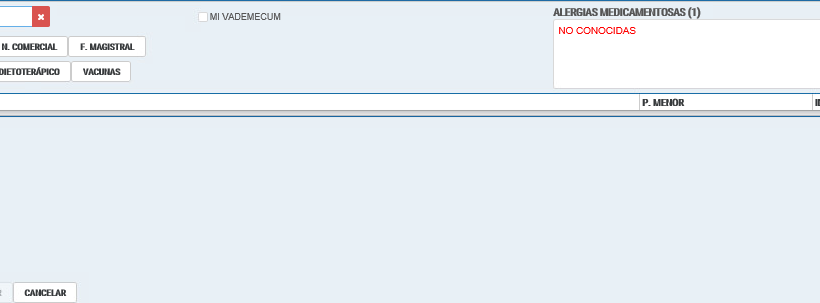 MI VADEMECUM
ALERGIAS MEDICAMENTOSAS (1)
NO CONOCIDAS
N. COMERCIAL
F. MAGISTRAL
DIETOTERÁPICO
VACUNAS
P. MENOR
CANCELAR